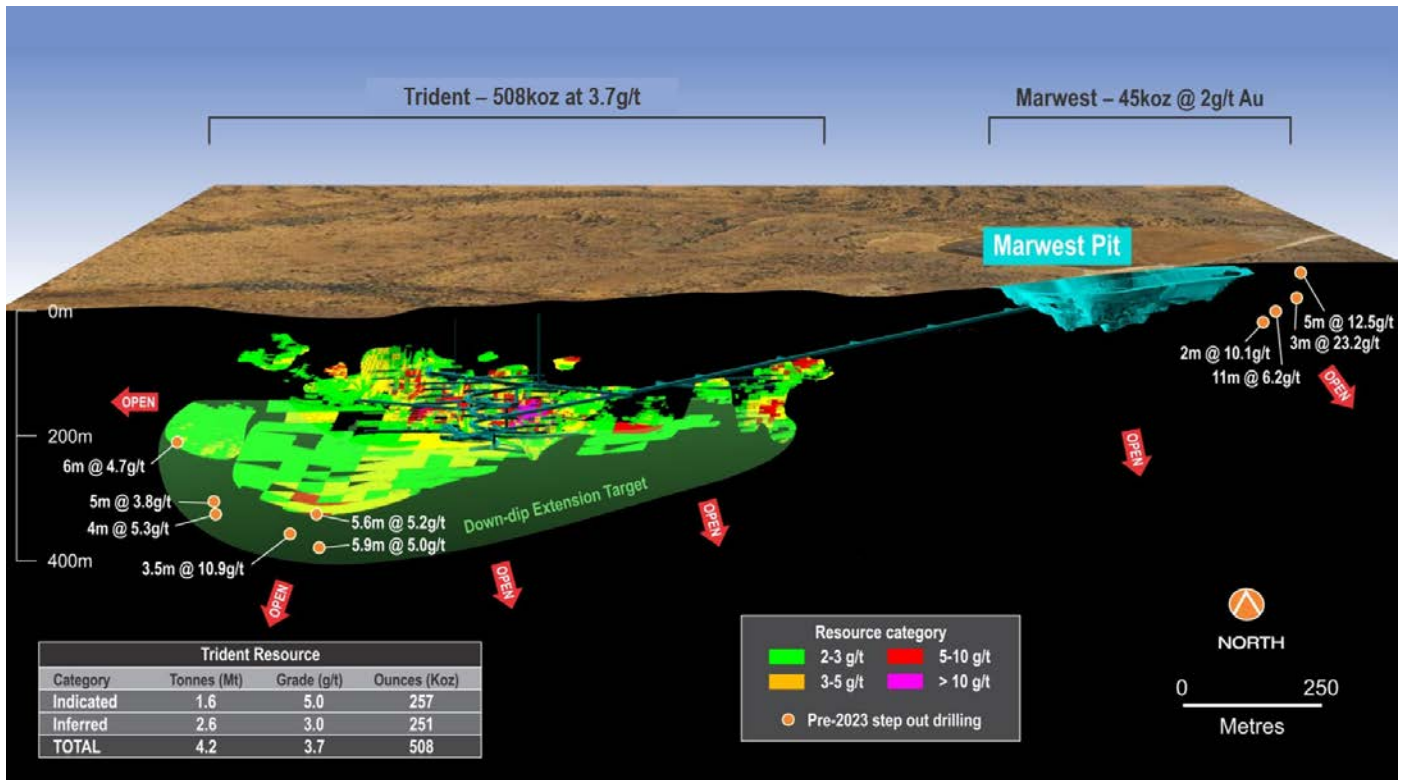 Trident – 508koz at 3.7g/t
Marwest – 45koz @ 2g/t Au
Marwest Pit
0m
200m
400m
5m @ 12.5g/t
3m @ 23.2g/t
2m @ 10.1g/t
11m @ 6.2g/t
OPEN
OPEN
OPEN
6m @ 4.7g/t
5m @ 3.8g/t
4m @ 5.3g/t
3.5m @ 10.9g/t
5.6m @ 5.2g/t
5.9m @ 5.0g/t
Down-dip Extension Target
OPEN
OPEN
OPEN
Trident Resource
Category Tonnes (Mt) Grade (g/t) Ounces (Koz)
Indicated 1.6 5.0 257
Inferred 2.6 3.0 251
TOTAL 4.2 3.7 508
Resource category
2-3 g/t 5-10 g/t
3-5 g/t > 10 g/t
Pre-2023 step out drilling
NORTH
0 250
Metres